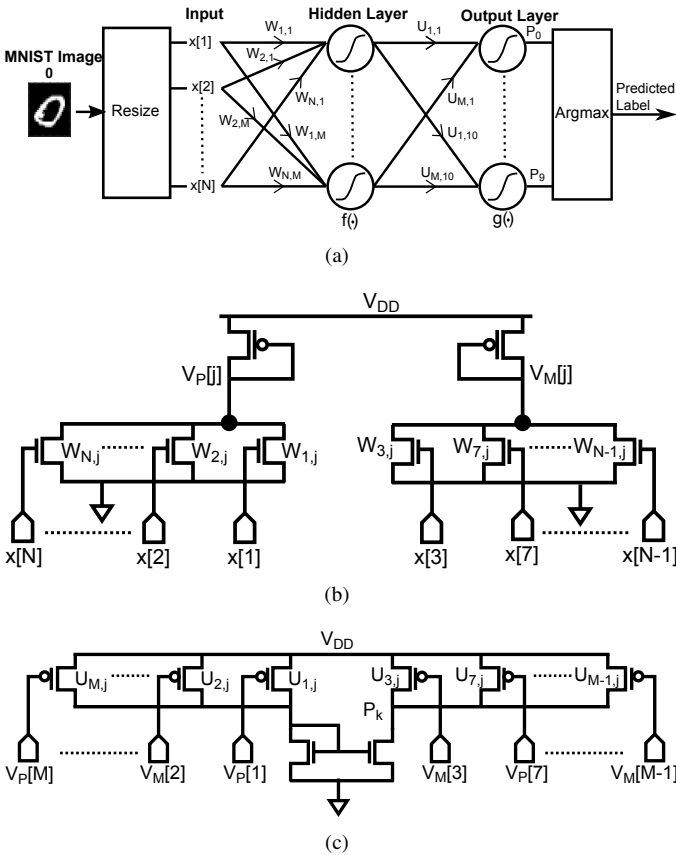 Input
Hidden Layer
Output Layer
MNIST Image
0
Resize
x[1]
x[2]
x[N]
W1,1
W2,1
WN,1
W2,M
W1,M
WN,M
f(·)
U1,1
UM,1
U1,10
UM,10
g(·)
P0
P9
Argmax
Predicted
Label
(a)
VDD
VP[j]
VM[j]
WN,j
W2,j
W1,j
W3,j
W7,j
WN-1,j
x[N]
x[2]
x[1]
x[3]
x[7]
x[N-1]
(b)
VDD
UM,j
U2,j
U1,j
U3,j
U7,j
UM-1,j
Pk
VP[M]
VM[2]
VP[1]
VM[3]
VP[7]
VM[M-1]
(c)